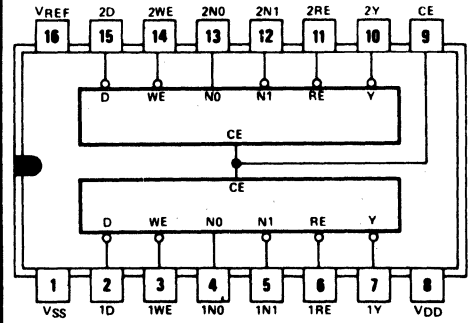 VREF 2D 2WE 2N0 2N1 2RE 2Y CE
16 15 14 13 12 11 10 9
D WE N0 N1 RE Y
CE
CE
D WE N0 N1 RE Y
1 2 3 4 5 6 7 8
VSS 1D 1WE 1N0 1N1 1RE 1Y VDD